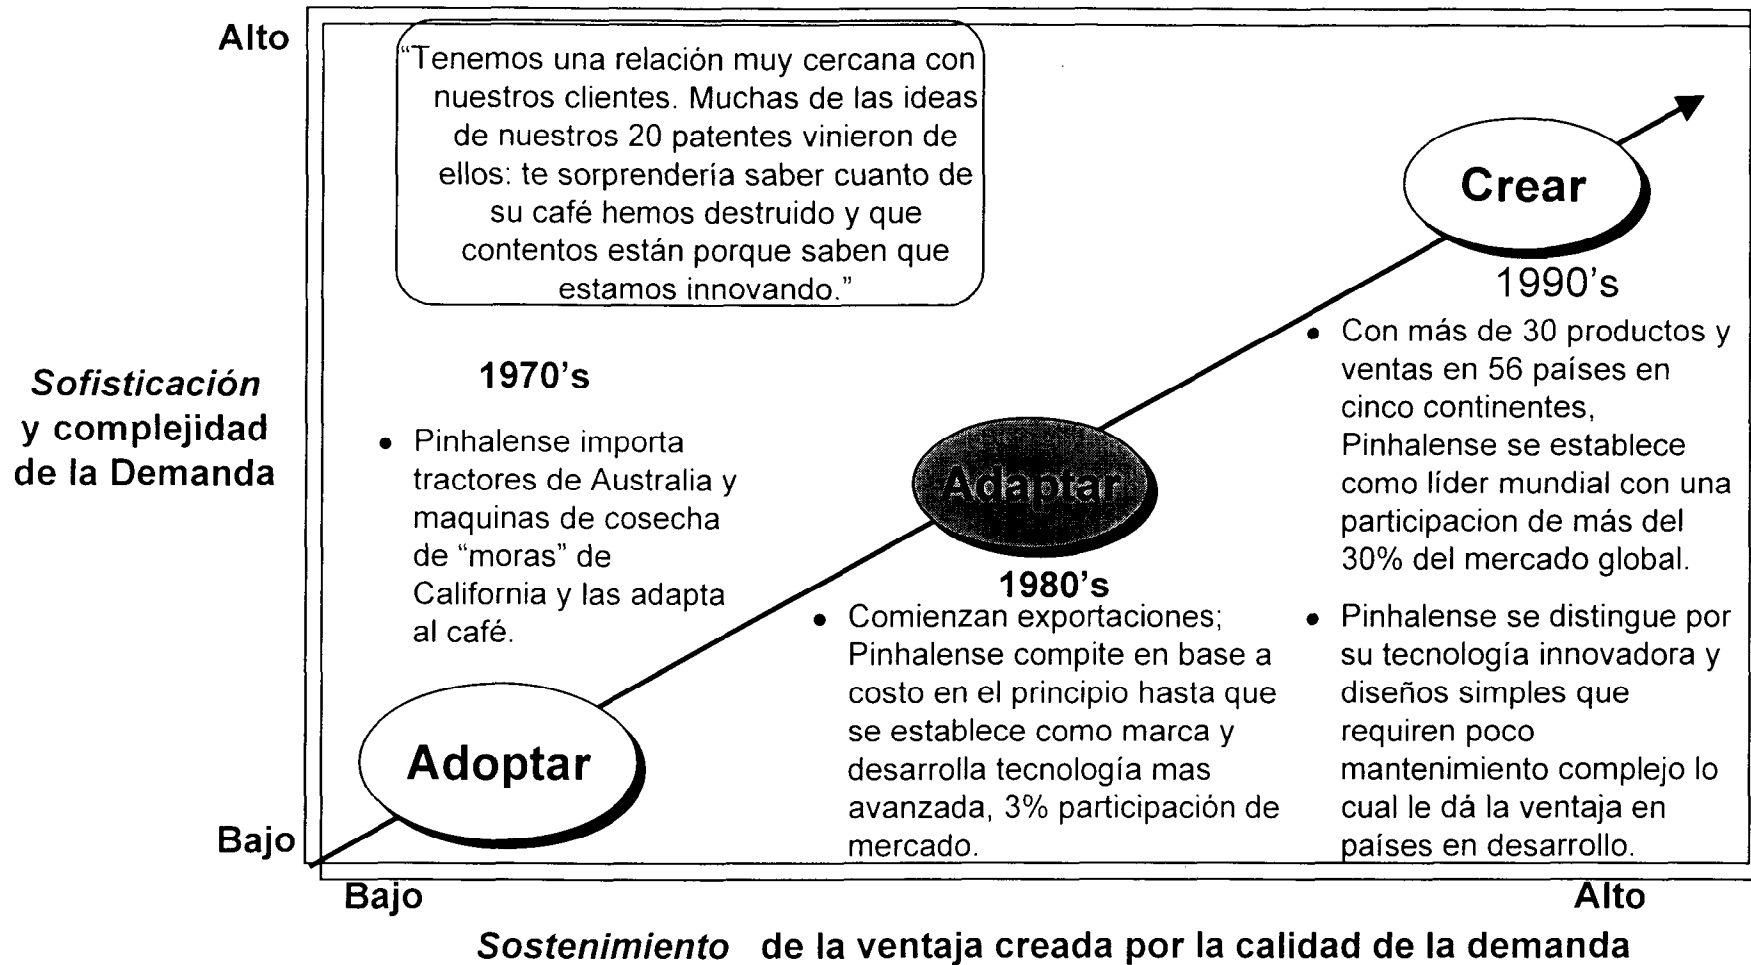 Alto
“Tenemos una relación muy cercana con
nuestros clientes. Muchas de las ideas
de nuestros 20 patentes vinieron de
ellos: te sorprendería saber cuanto de
su café hemos destruido y que
contentos están porque saben que
estamos innovando.”
Crear
1990’s
• Con más de 30 productos y
ventas en 56 países en
cinco continentes,
Pinhalense se establece
como líder mundial con una
participacion de más del
30% del mercado global.
• Pinhalense se distingue por
su tecnología innovadora y
diseños simples que
requiren poco
mantenimiento complejo lo
cual le dá la ventaja en
países en desarrollo.
Sofisticación
y complejidad
de la Demanda
1970’s
• Pinhalense importa
tractores de Australia y
maquinas de cosecha
de “moras” de
California y las adapta
al café.
Adaptar
1980’s
• Comienzan exportaciones;
Pinhalense compite en base a
costo en el principio hasta que
se establece como marca y
desarrolla tecnología mas
avanzada, 3% participación de
mercado.
Adoptar
Bajo
Bajo
Alto
Sostenimiento de la ventaja creada por la calidad de la demanda